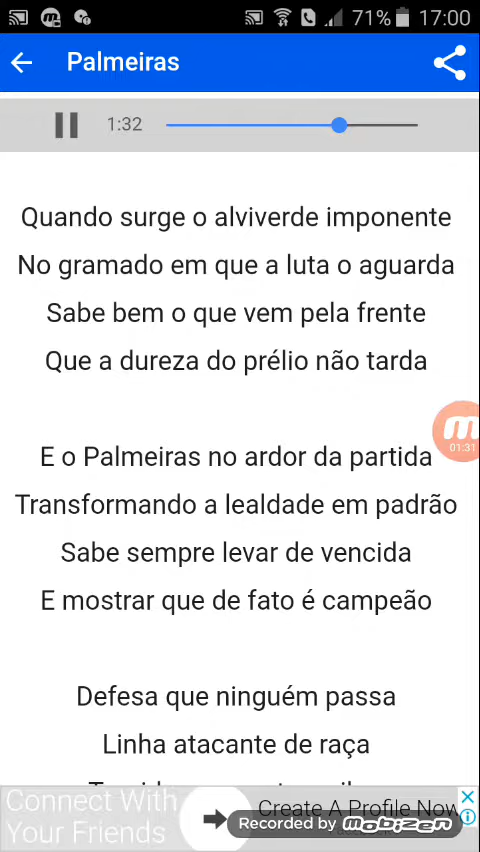 71% 17:00
Palmeiras
1:32
Quando surge o alviverde imponente
No gramado em que a luta o aguarda
Sabe bem o que vem pela frente
Que a dureza do prélio não tarda
E o Palmeiras no ardor da partida
Transformando a lealdade em padrão
Sabe sempre levar de vencida
E mostrar que de fato é campeão
01:31
Defesa que ninguém passa
Linha atacante de raça
Connect With
Your Friends
Create A Profile Now
Recorded by mobizen